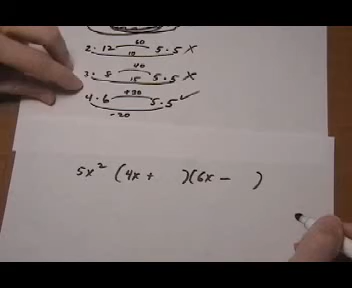 60
2 · 12 5 · 5 X
10
40
3 · 8 5 · 5 X
15
+30
4 · 6 5 · 5 ✓
-20
5x² (4x + )(6x - )